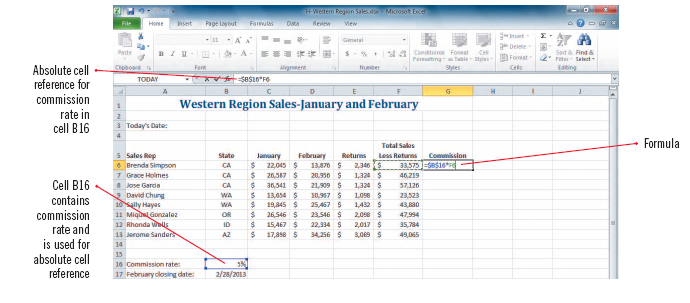 H-Western Region Sales.xlsx - Microsoft Excel
File Home Insert Page Layout Formulas Data Review View
Paste
11
General
Conditional Formatting Format as Table Cell Styles
Insert
Delete
Format
Sort & Filter Find & Select
Clipboard Font Alignment Number Styles Cells Editing
TODAY =$B$16*F6
A B C D E F G H I J
1 Western Region Sales-January and February
2
3 Today's Date:
4
Total Sales
5 Sales Rep State January February Returns Less Returns Commission
6 Brenda Simpson CA $ 22,045 $ 13,876 $ 2,346 $ 33,575 =$B$16*F6
7 Grace Holmes CA $ 26,587 $ 20,956 $ 1,324 $ 46,219
8 Jose Garcia CA $ 36,541 $ 21,909 $ 1,324 $ 57,126
9 David Chung WA $ 13,654 $ 10,967 $ 1,098 $ 23,523
10 Sally Hayes WA $ 19,845 $ 25,467 $ 1,432 $ 43,880
11 Miquel Gonzalez OR $ 26,546 $ 23,546 $ 2,098 $ 47,994
12 Rhonda Wells ID $ 15,467 $ 22,334 $ 2,017 $ 35,784
13 Jerome Sanders AZ $ 17,898 $ 34,256 $ 3,089 $ 49,065
14
15
16 Commission rate: 5%
17 February closing date: 2/28/2013
Absolute cell
reference for
commission
rate in
cell B16
Cell B16
contains
commission
rate and
is used for
absolute cell
reference
Formula